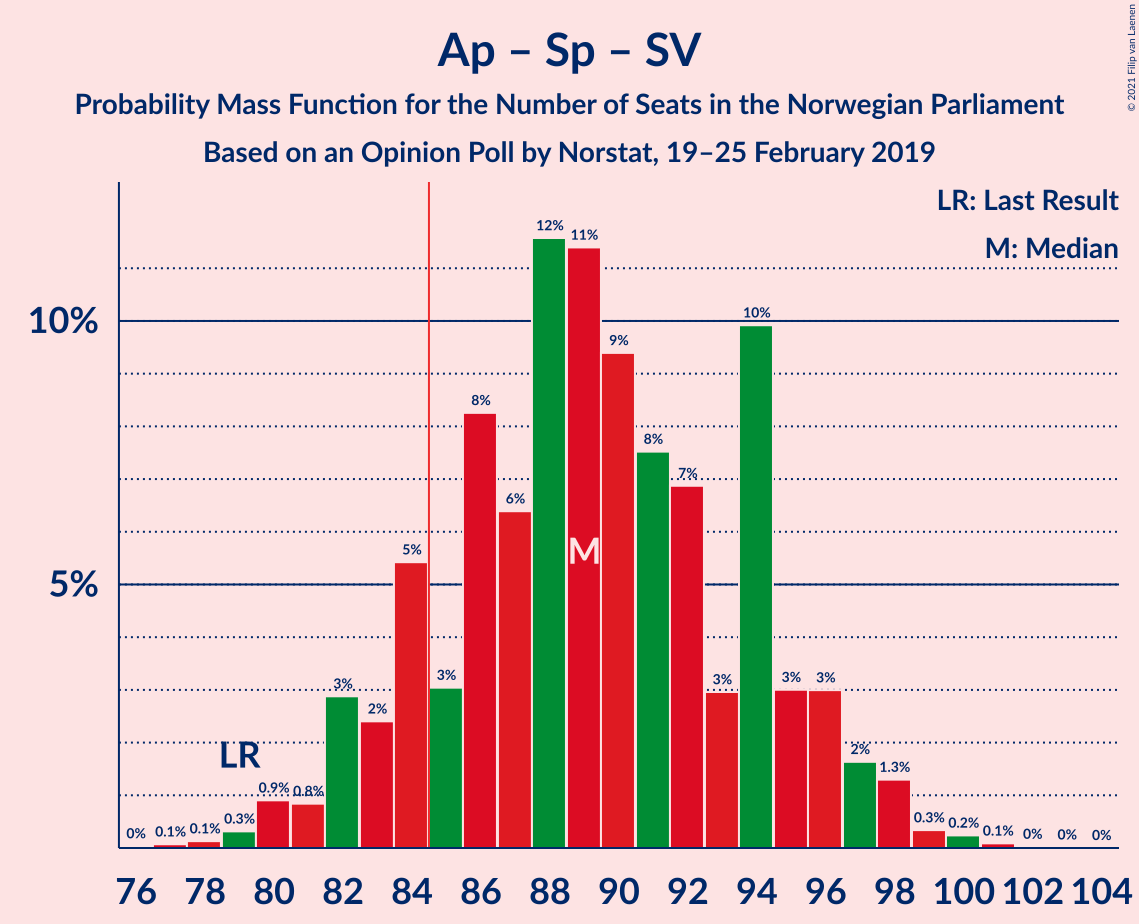 Ap – Sp – SV
Probability Mass Function for the Number of Seats in the Norwegian Parliament
Based on an Opinion Poll by Norstat, 19–25 February 2019
© 2021 Filip van Laenen
LR: Last Result
M: Median
10%
5%
0% 0.1% 0.1% 0.3% 0.9% 0.8% 3% 2% 5% 3% 8% 6% 12% 11% 9% 8% 7% 3% 10% 3% 3% 2% 1.3% 0.3% 0.2% 0.1% 0% 0% 0%
LR
M
76 78 80 82 84 86 88 90 92 94 96 98 100 102 104